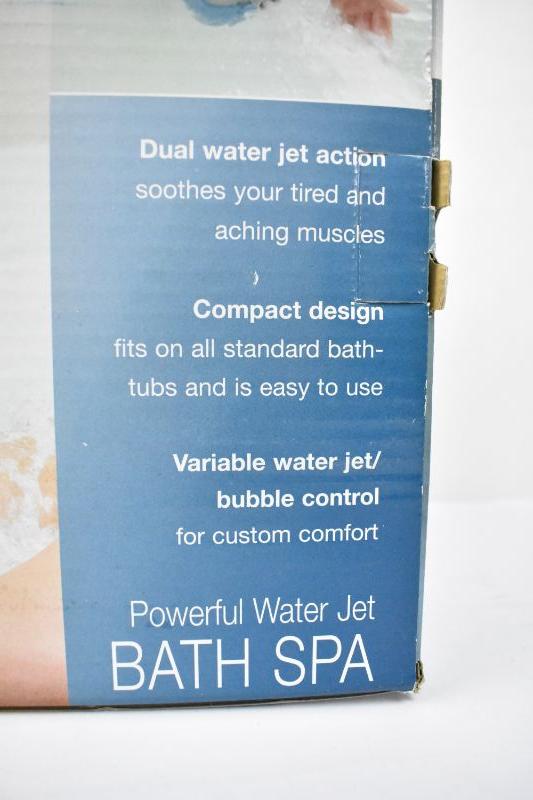 Dual water jet action
soothes your tired and
aching muscles
Compact design
fits on all standard bath-
tubs and is easy to use
Variable water jet/
bubble control
for custom comfort
Powerful Water Jet
BATH SPA